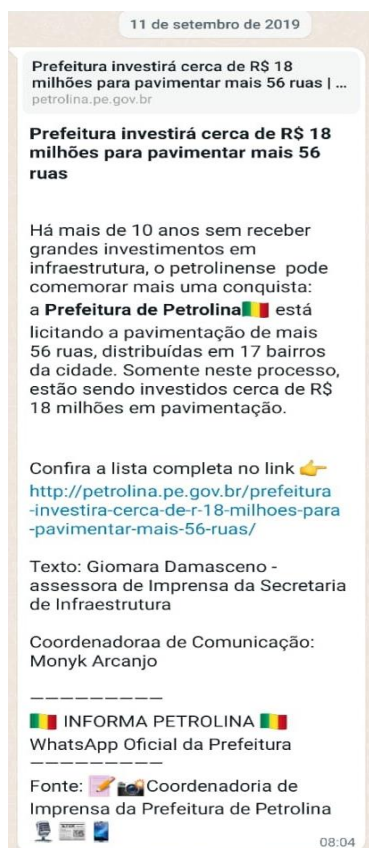 11 de setembro de 2019
Prefeitura investirá cerca de R$ 18
milhões para pavimentar mais 56 ruas | ...
petrolina.pe.gov.br
Prefeitura investirá cerca de R$ 18
milhões para pavimentar mais 56
ruas
Há mais de 10 anos sem receber
grandes investimentos em
infraestrutura, o petrolinense pode
comemorar mais uma conquista:
a Prefeitura de Petrolina está
licitando a pavimentação de mais
56 ruas, distribuídas em 17 bairros
da cidade. Somente neste processo,
estão sendo investidos cerca de R$
18 milhões em pavimentação.
Confira a lista completa no link 👉
http://petrolina.pe.gov.br/prefeitura
-investira-cerca-de-r-18-milhoes-para
-pavimentar-mais-56-ruas/
Texto: Giomara Damasceno -
assessora de Imprensa da Secretaria
de Infraestrutura
Coordenadoraa de Comunicação:
Monyk Arcanjo
—————————
INFORMA PETROLINA
WhatsApp Oficial da Prefeitura
—————————
Fonte: 📝📸Coordenadoria de
Imprensa da Prefeitura de Petrolina
08:04